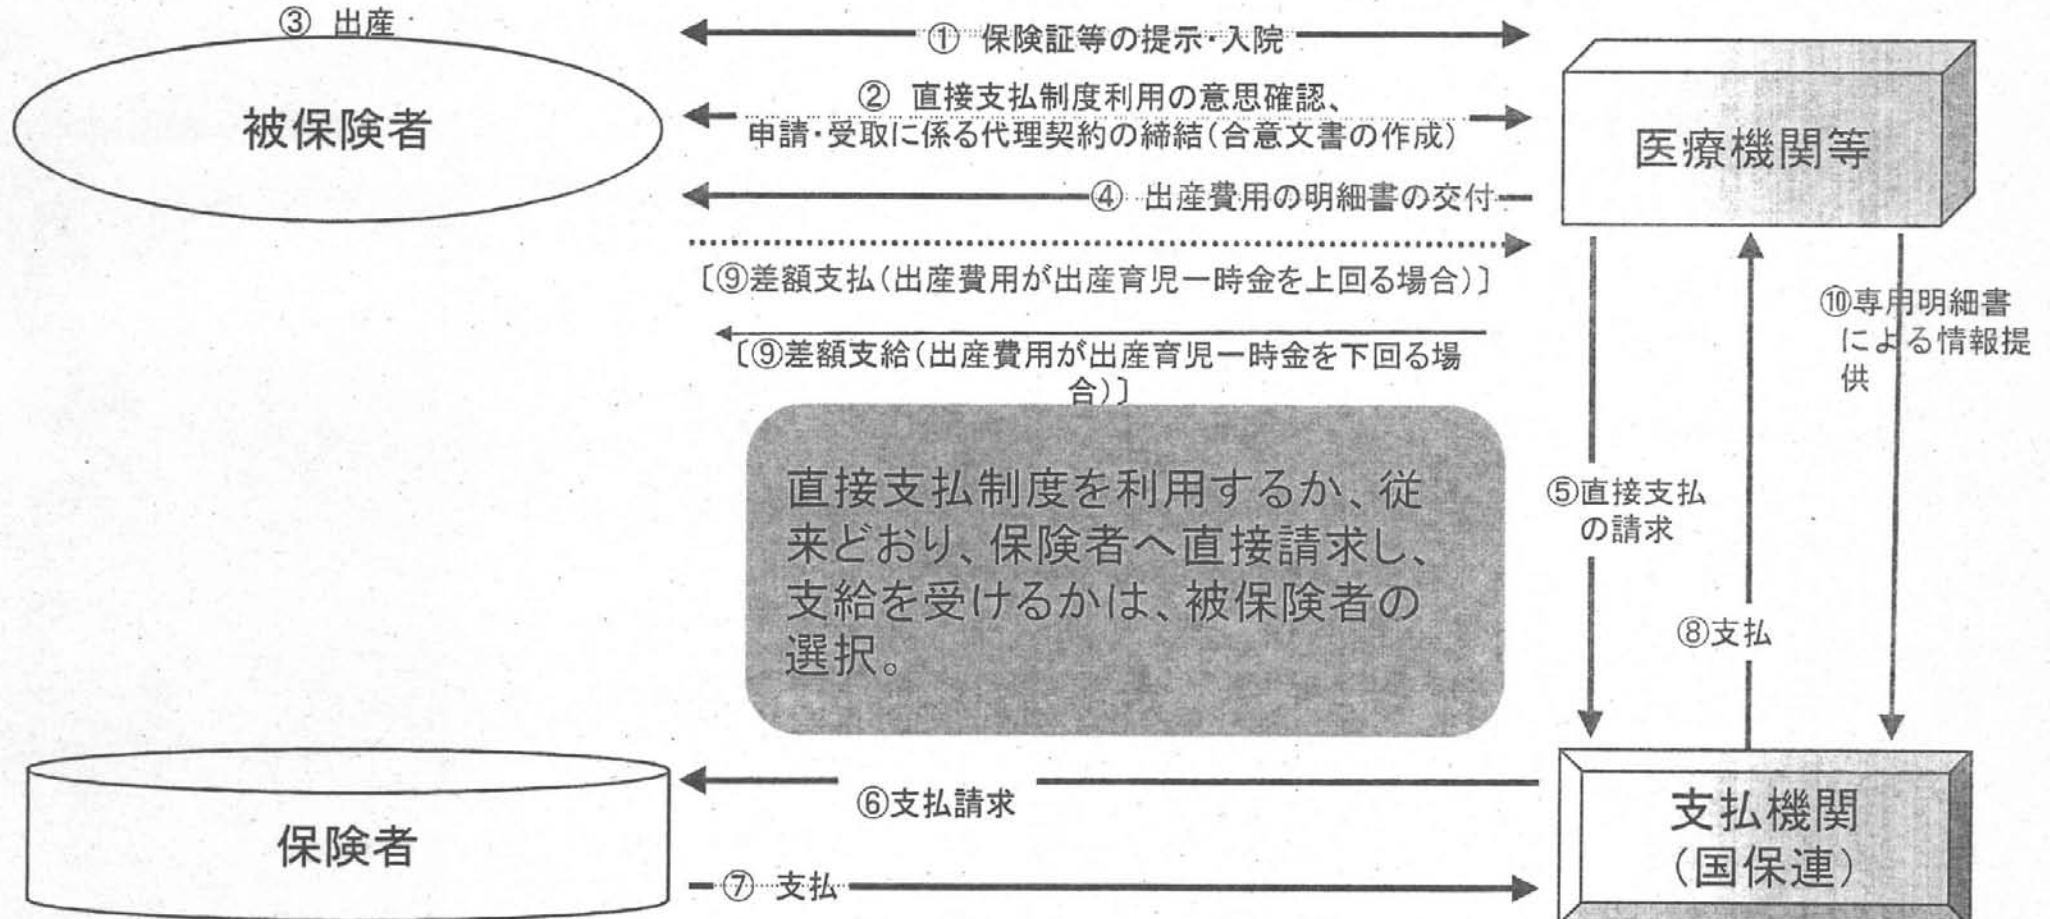 ③ 出産
① 保険証等の提示・入院
被保険者
② 直接支払制度利用の意思確認、
申請・受取に係る代理契約の締結(合意文書の作成)
医療機関等
④ 出産費用の明細書の交付
〔⑨差額支払(出産費用が出産育児一時金を上回る場合)〕
〔⑨差額支給(出産費用が出産育児一時金を下回る場
合)〕
⑩専用明細書
による情報提
供
直接支払制度を利用するか、従
来どおり、保険者へ直接請求し、
支給を受けるかは、被保険者の
選択。
⑤直接支払
の請求
⑧支払
⑥支払請求
保険者
⑦ 支払
支払機関
(国保連)